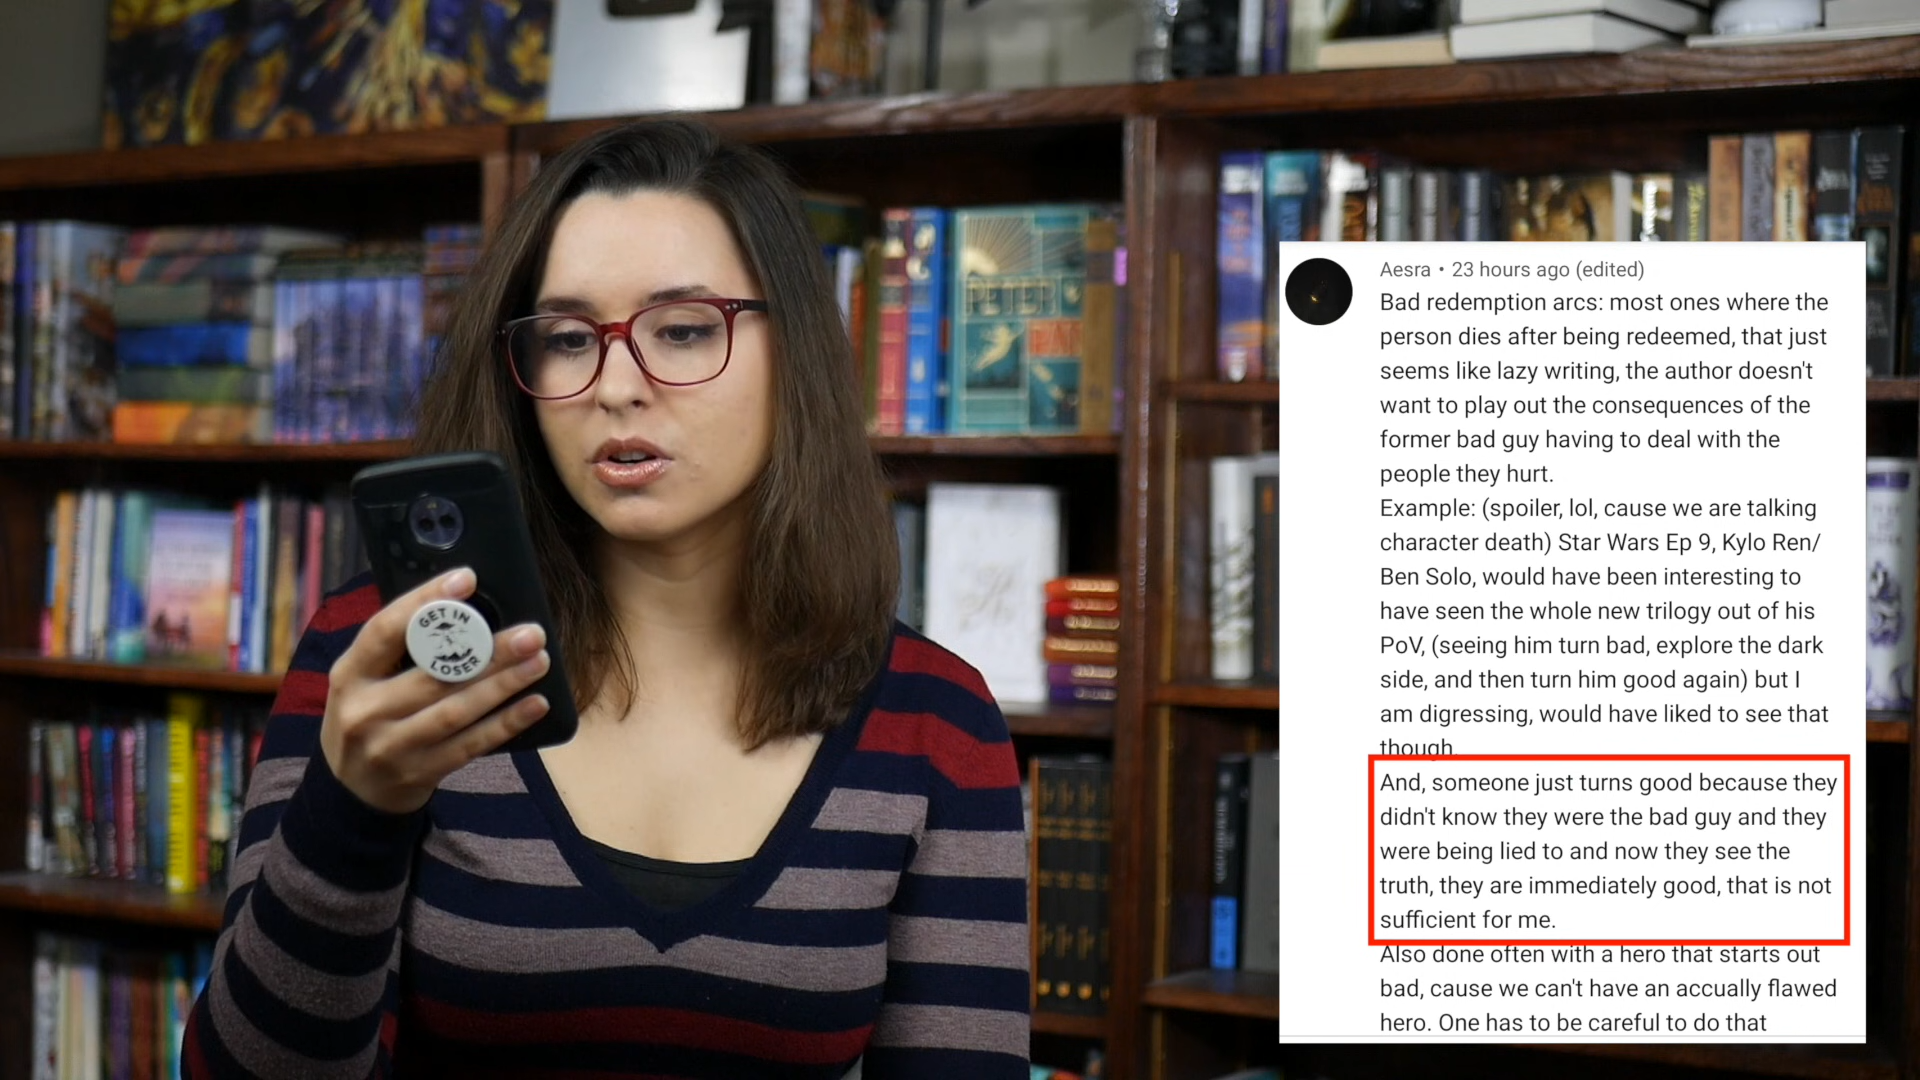 PETER
PAN
GET IN
LOSER
Aesra • 23 hours ago (edited)
Bad redemption arcs: most ones where the
person dies after being redeemed, that just
seems like lazy writing, the author doesn't
want to play out the consequences of the
former bad guy having to deal with the
people they hurt.
Example: (spoiler, lol, cause we are talking
character death) Star Wars Ep 9, Kylo Ren/
Ben Solo, would have been interesting to
have seen the whole new trilogy out of his
PoV, (seeing him turn bad, explore the dark
side, and then turn him good again) but I
am digressing, would have liked to see that
though.
And, someone just turns good because they
didn't know they were the bad guy and they
were being lied to and now they see the
truth, they are immediately good, that is not
sufficient for me.
Also done often with a hero that starts out
bad, cause we can't have an accually flawed
hero. One has to be careful to do that